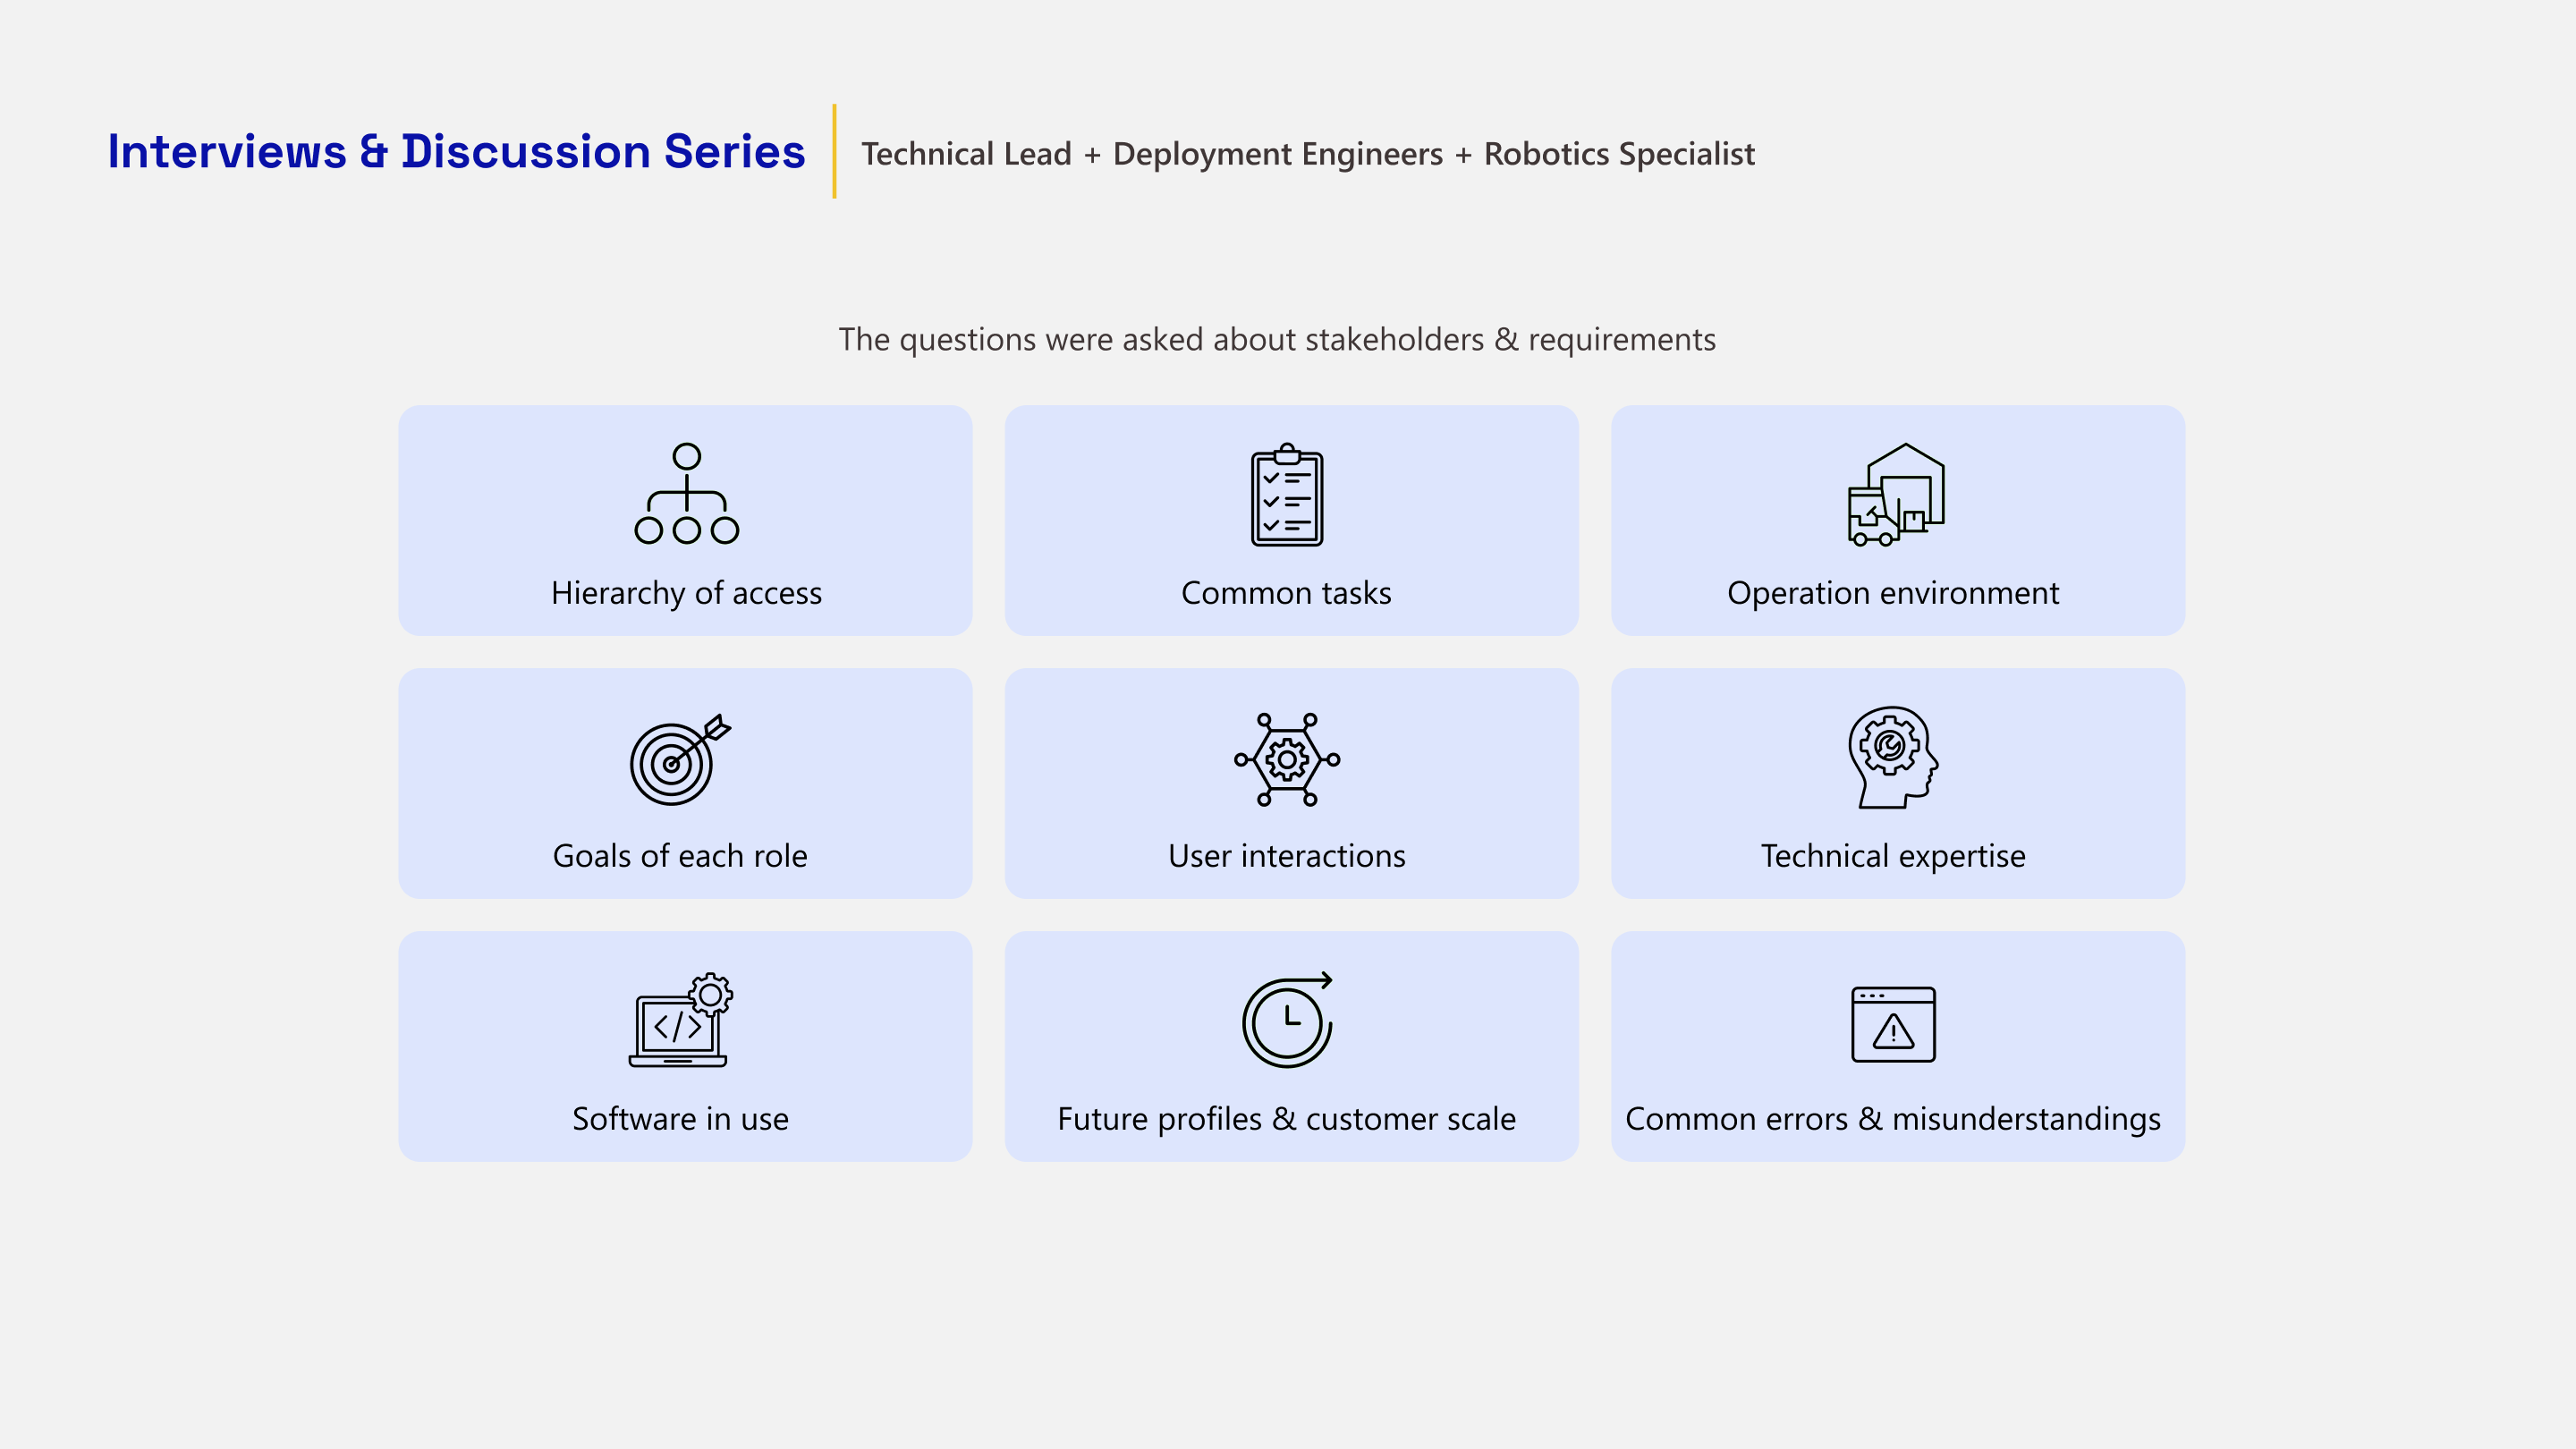 Interviews & Discussion Series
Technical Lead + Deployment Engineers + Robotics Specialist
The questions were asked about stakeholders & requirements
Hierarchy of access
Common tasks
Operation environment
Goals of each role
User interactions
Technical expertise
Software in use
Future profiles & customer scale
Common errors & misunderstandings